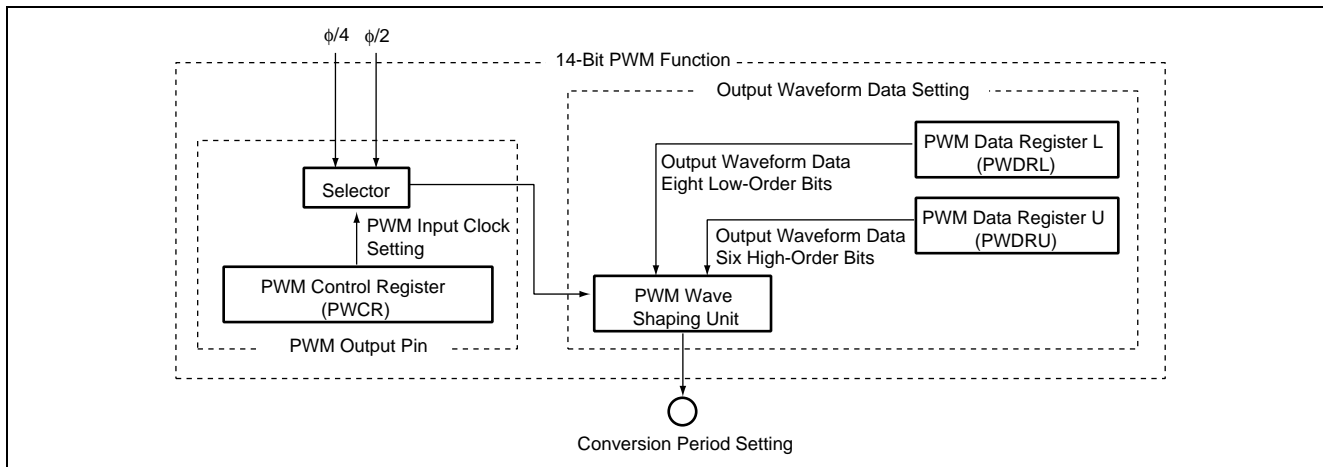 ϕ/4 ϕ/2
14-Bit PWM Function
Output Waveform Data Setting
PWM Data Register L
(PWDRL)
Output Waveform Data
Eight Low-Order Bits
Selector
PWM Input Clock
Setting
PWM Data Register U
(PWDRU)
Output Waveform Data
Six High-Order Bits
PWM Control Register
(PWCR)
PWM Wave
Shaping Unit
PWM Output Pin
Conversion Period Setting